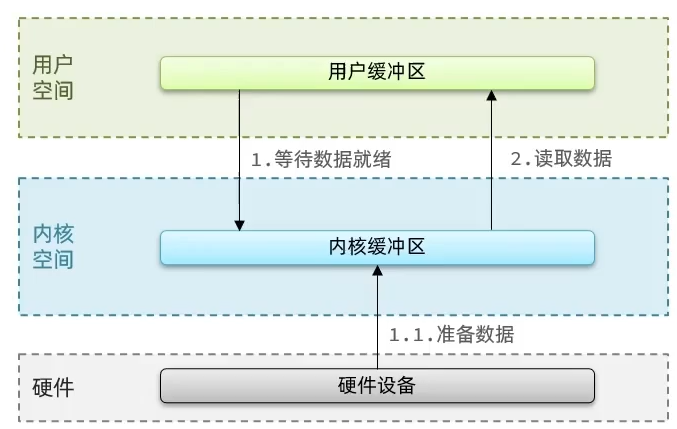 用户
空间
用户缓冲区
1.等待数据就绪
2.读取数据
内核
空间
内核缓冲区
1.1.准备数据
硬件
硬件设备